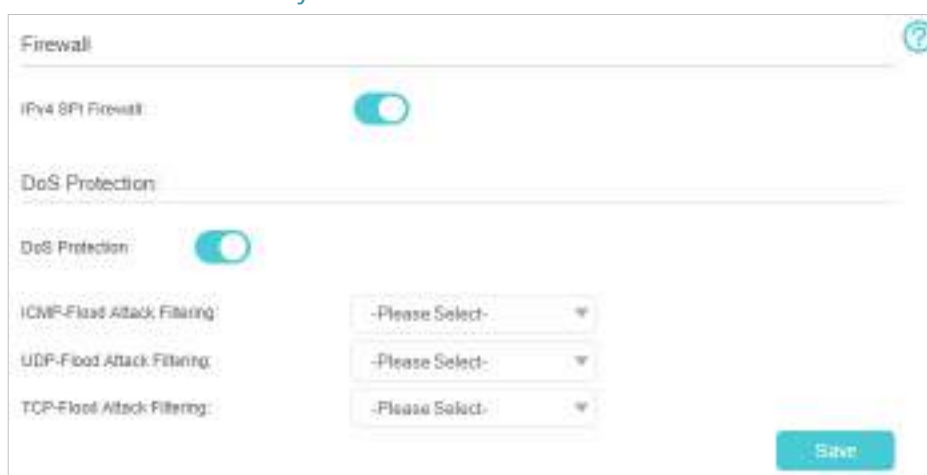 Firewall
?
IPv4 SPI Firewall:
DoS Protection
DoS Protection
ICMP-Flood Attack Filtering:
-Please Select-
UDP-Flood Attack Filtering:
-Please Select-
TCP-Flood Attack Filtering:
-Please Select-
Save